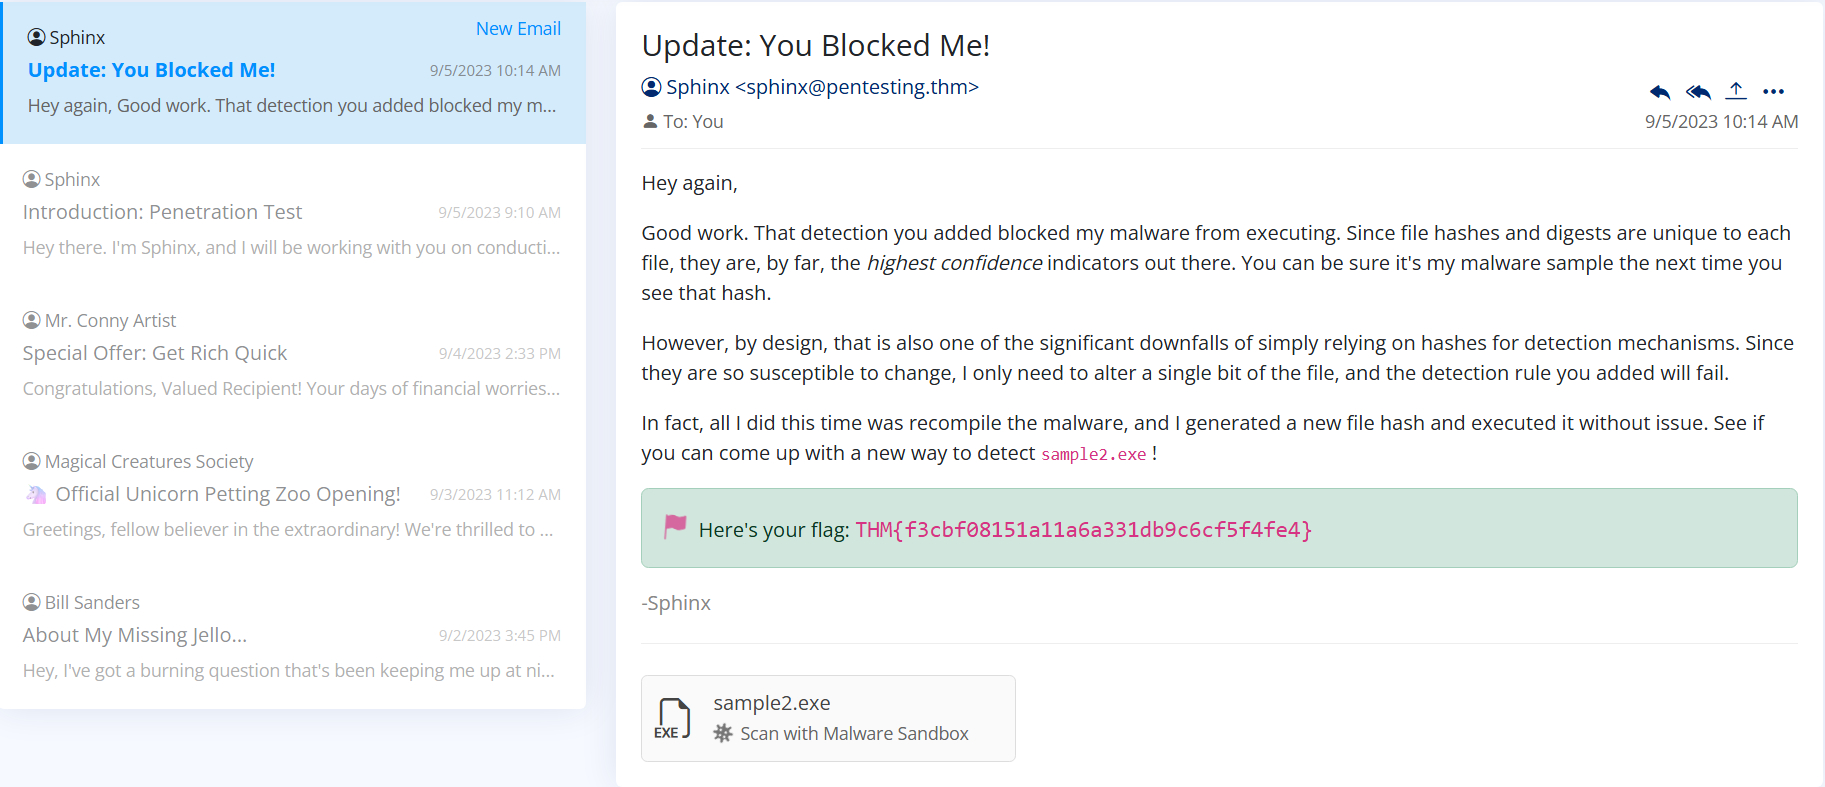 Sphinx
New Email
Update: You Blocked Me!
9/5/2023 10:14 AM
Hey again, Good work. That detection you added blocked my m...
Sphinx
Introduction: Penetration Test
9/5/2023 9:10 AM
Hey there. I'm Sphinx, and I will be working with you on conducti...
Mr. Conny Artist
Special Offer: Get Rich Quick
9/4/2023 2:33 PM
Congratulations, Valued Recipient! Your days of financial worries...
Magical Creatures Society
🦄 Official Unicorn Petting Zoo Opening!
9/3/2023 11:12 AM
Greetings, fellow believer in the extraordinary! We're thrilled to ...
Bill Sanders
About My Missing Jello...
9/2/2023 3:45 PM
Hey, I've got a burning question that's been keeping me up at ni...
Update: You Blocked Me!
Sphinx <sphinx@pentesting.thm>
To: You
9/5/2023 10:14 AM
Hey again,
Good work. That detection you added blocked my malware from executing. Since file hashes and digests are unique to each
file, they are, by far, the highest confidence indicators out there. You can be sure it's my malware sample the next time you
see that hash.
However, by design, that is also one of the significant downfalls of simply relying on hashes for detection mechanisms. Since
they are so susceptible to change, I only need to alter a single bit of the file, and the detection rule you added will fail.
In fact, all I did this time was recompile the malware, and I generated a new file hash and executed it without issue. See if
you can come up with a new way to detect sample2.exe !
Here's your flag: THM{f3cbf08151a11a6a331db9c6cf5f4fe4}
-Sphinx
EXE
sample2.exe
Scan with Malware Sandbox